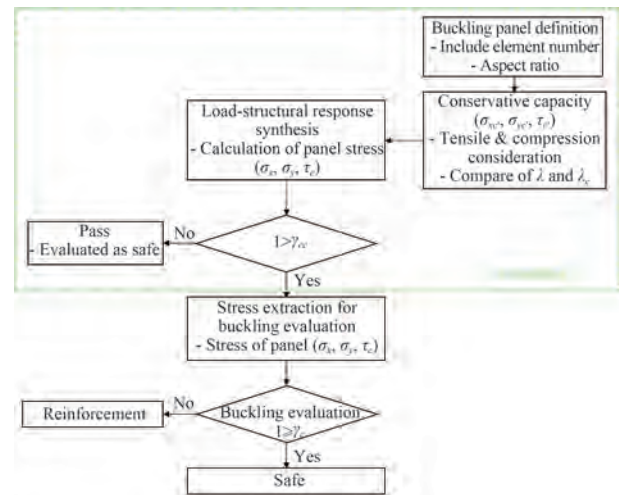 Buckling panel definition
- Include element number
- Aspect ratio
Conservative capacity
(σxc, σyc, τc)
- Tensile & compression
consideration
- Compare of λ and λc
Load-structural response
synthesis
- Calculation of panel stress
(σx, σy, τc)
Pass
- Evaluated as safe
No
1>γcc
Yes
Stress extraction for
buckling evaluation
- Stress of panel (σx, σy, τc)
Reinforcement
No
Buckling evaluation
1⩾γc
Yes
Safe